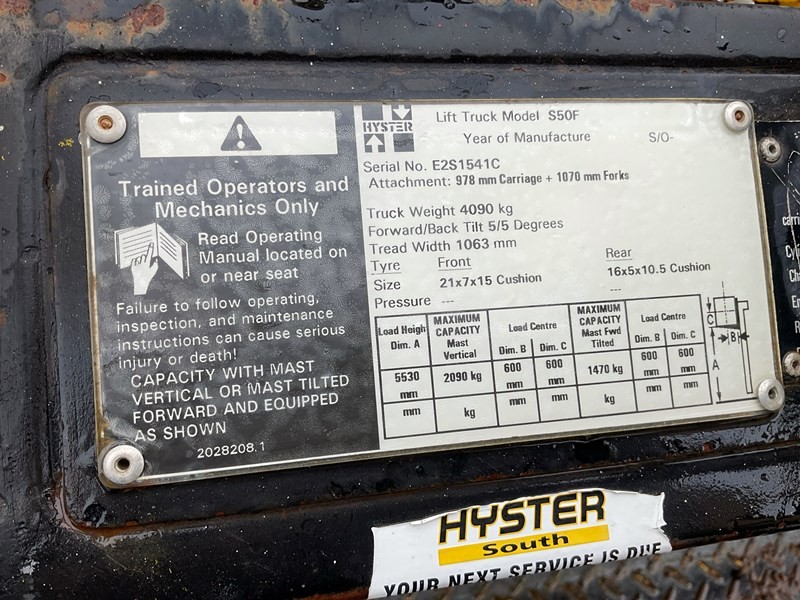 Trained Operators and
Mechanics Only
Read Operating
Manual located on
or near seat
Failure to follow operating,
inspection, and maintenance
instructions can cause serious
injury or death!
CAPACITY WITH MAST
VERTICAL OR MAST TILTED
FORWARD AND EQUIPPED
AS SHOWN
2028208.1
HYSTER
Lift Truck Model S50F
Year of Manufacture S/O-
Serial No. E2S1541C
Attachment: 978 mm Carriage + 1070 mm Forks
Truck Weight 4090 kg
Forward/Back Tilt 5/5 Degrees
Tread Width 1063 mm
Tyre Front Rear
Size 21x7x15 Cushion 16x5x10.5 Cushion
Pressure --- ---
Load Heigh Dim. A MAXIMUM CAPACITY Mast Vertical Load Centre Dim. B Dim. C MAXIMUM CAPACITY Mast Fwd Tilted Load Centre Dim. B Dim. C
5530 mm 2090 kg 600 mm 600 mm 1470 kg 600 mm 600 mm
mm kg mm mm kg mm mm
C
B
A
HYSTER
South
YOUR NEXT SERVICE IS DUE